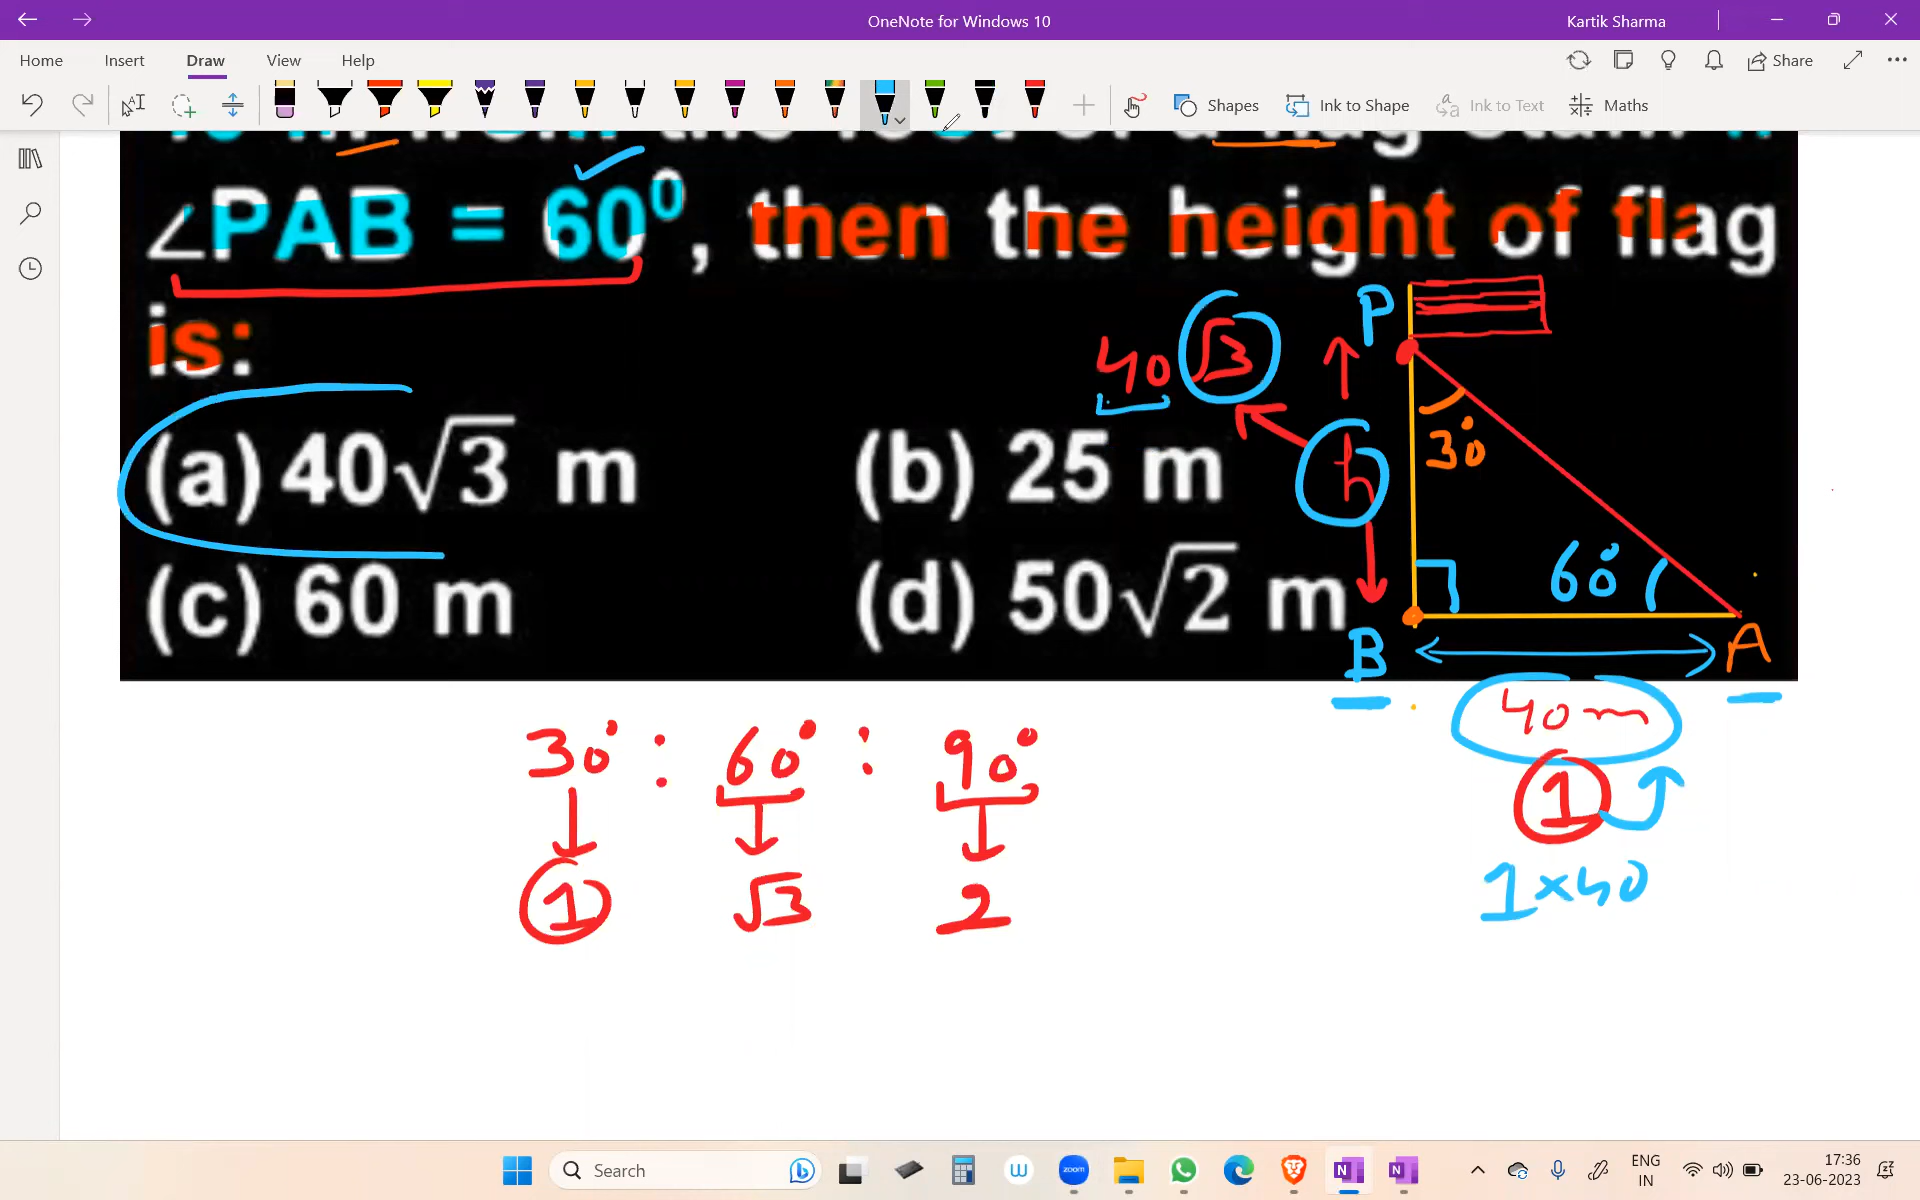 OneNote for Windows 10
Kartik Sharma
Home Insert Draw View Help
Share
Shapes Ink to Shape Ink to Text Maths
∠PAB = 60⁰, then the height of flag
is:
P
40√3
(a) 40√3 m (b) 25 m
h
30°
(c) 60 m (d) 50√2 m
60°
B A
40m
30° : 60° : 90°
1
1 √3 2
1×40
Search
zoom
ENG
IN
17:36
23-06-2023